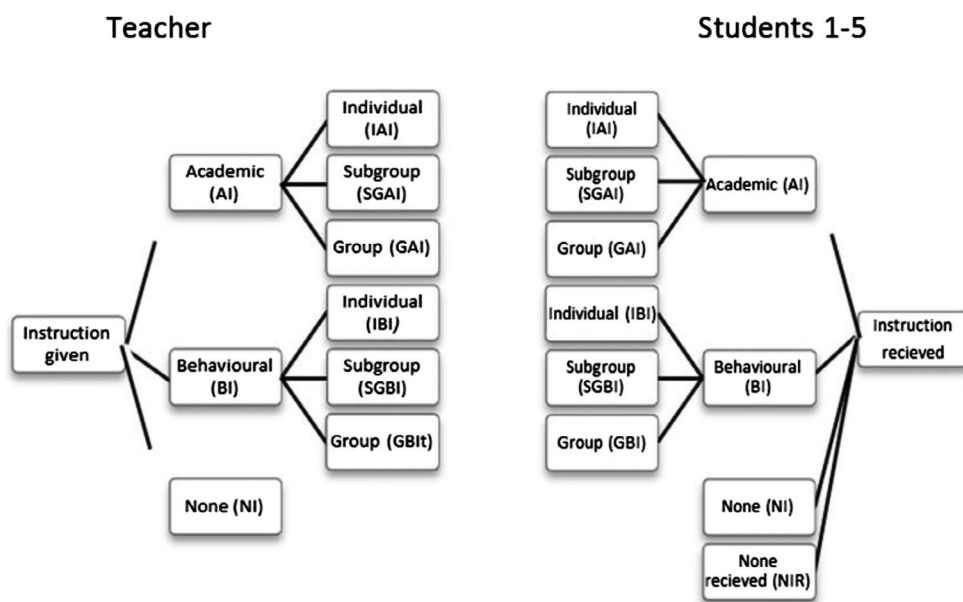 Teacher
Students 1-5
Individual
(IAI)
Academic
(AI)
Subgroup
(SGAI)
Group (GAI)
Instruction
given
Individual
(IBI)
Behavioural
(BI)
Subgroup
(SGBI)
Group (GBIt)
None (NI)
Individual
(IAI)
Subgroup
(SGAI)
Academic (AI)
Group (GAI)
Individual (IBI)
Instruction
recieved
Subgroup
(SGBI)
Behavioural
(BI)
Group (GBI)
None (NI)
None
recieved (NIR)